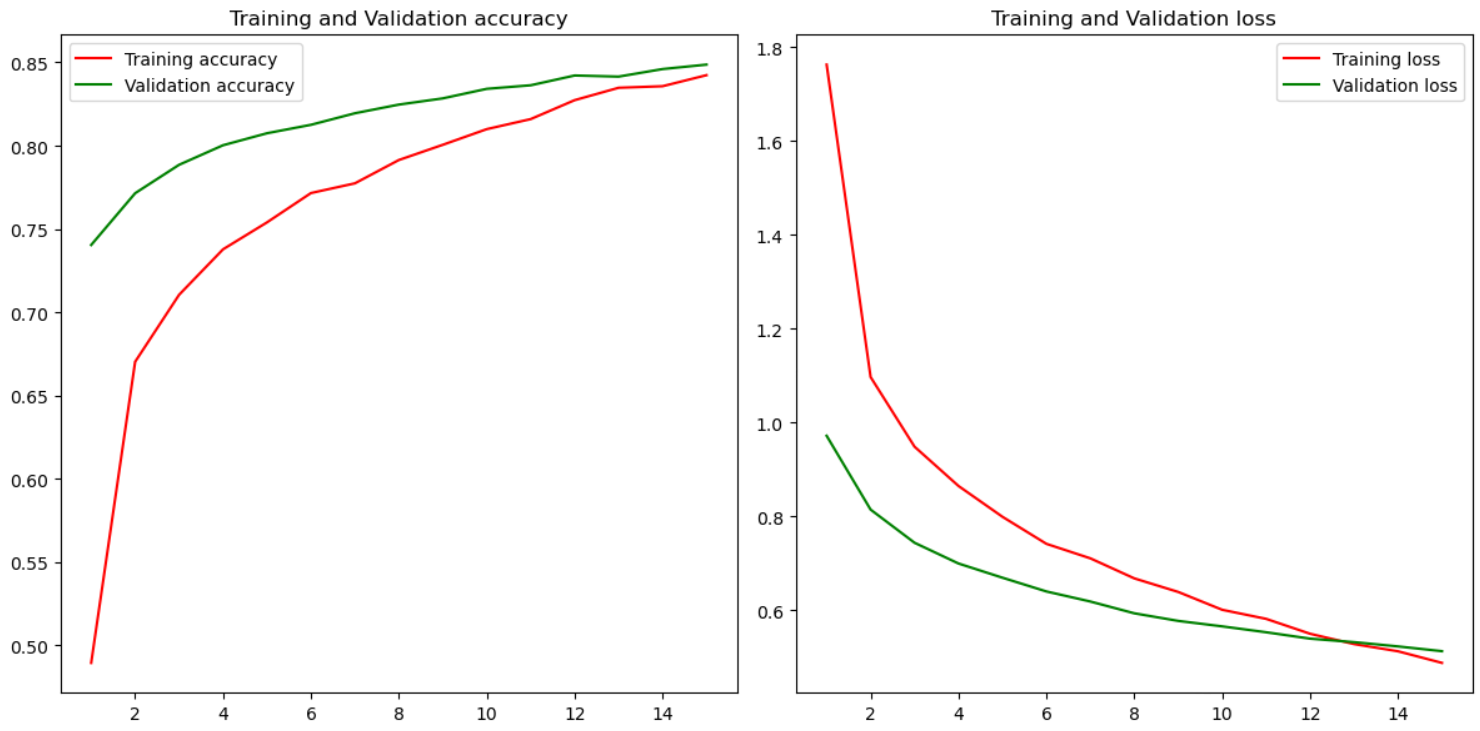 Training and Validation accuracy
Training accuracy
Validation accuracy
0.85
0.80
0.75
0.70
0.65
0.60
0.55
0.50
2 4 6 8 10 12 14
Training and Validation loss
Training loss
Validation loss
1.8
1.6
1.4
1.2
1.0
0.8
0.6
2 4 6 8 10 12 14